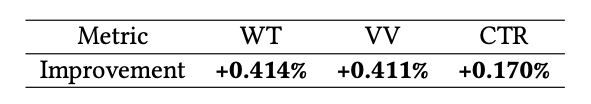 Metric WT VV CTR
Improvement +0.414% +0.411% +0.170%